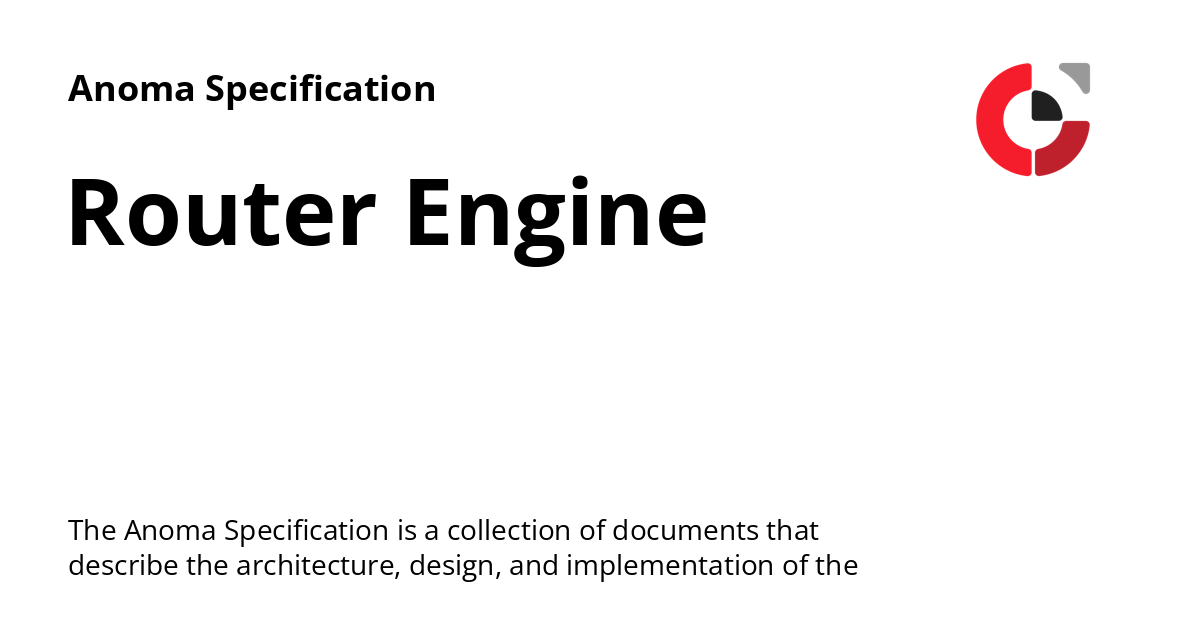 Anoma Specification
Router Engine
The Anoma Specification is a collection of documents that
describe the architecture, design, and implementation of the